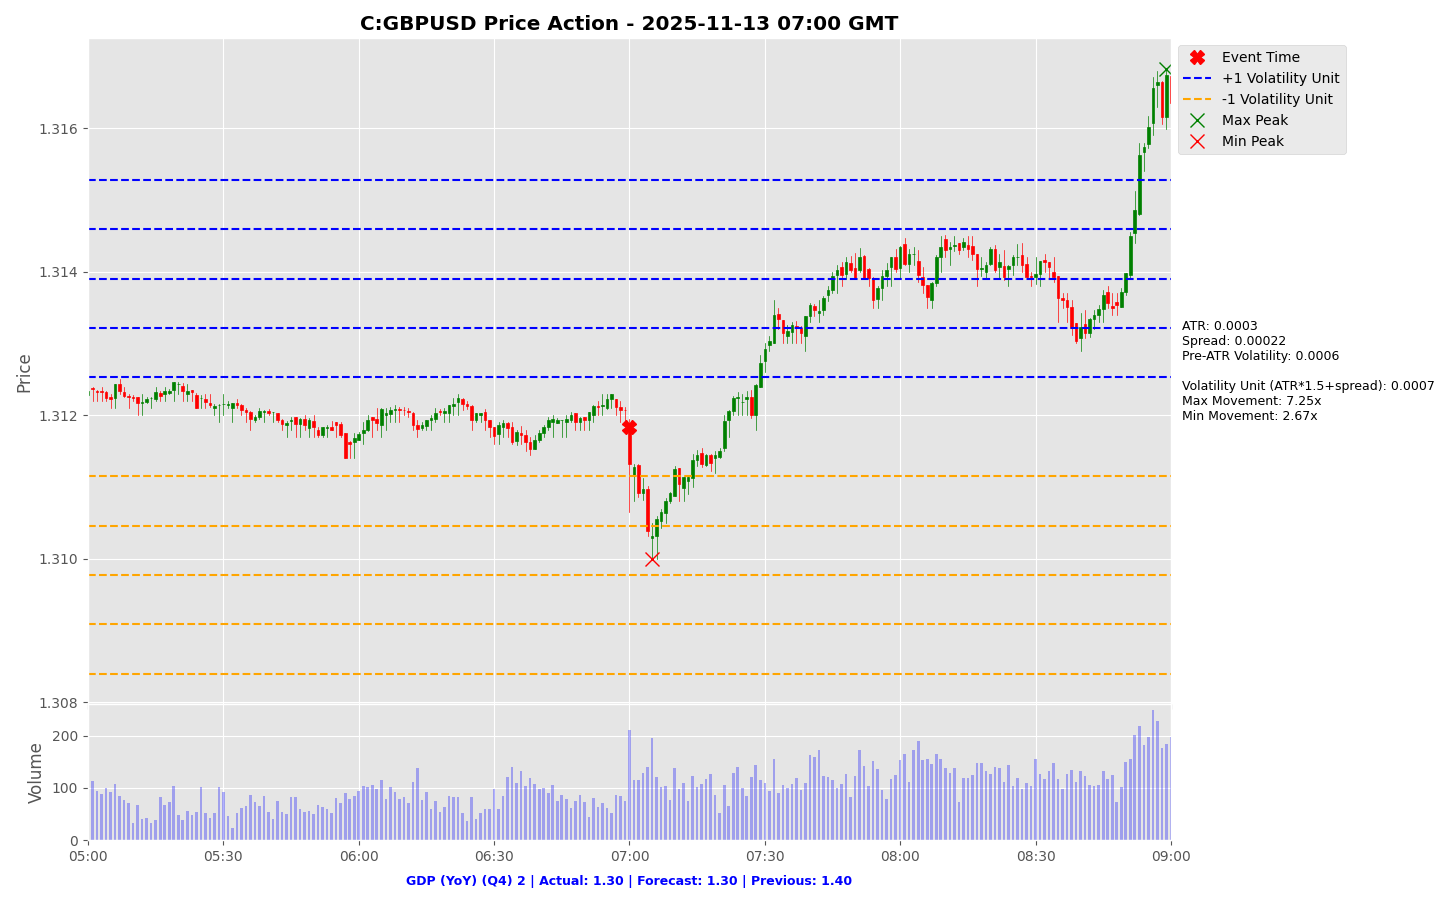 C:GBPUSD Price Action - 2025-11-13 07:00 GMT
Event Time
+1 Volatility Unit
-1 Volatility Unit
Max Peak
Min Peak
Price
1.316
1.314
1.312
1.310
1.308
ATR: 0.0003
Spread: 0.00022
Pre-ATR Volatility: 0.0006
Volatility Unit (ATR*1.5+spread): 0.0007
Max Movement: 7.25x
Min Movement: 2.67x
Volume
200
100
0
05:00 05:30 06:00 06:30 07:00 07:30 08:00 08:30 09:00
GDP (YoY) (Q4) 2 | Actual: 1.30 | Forecast: 1.30 | Previous: 1.40